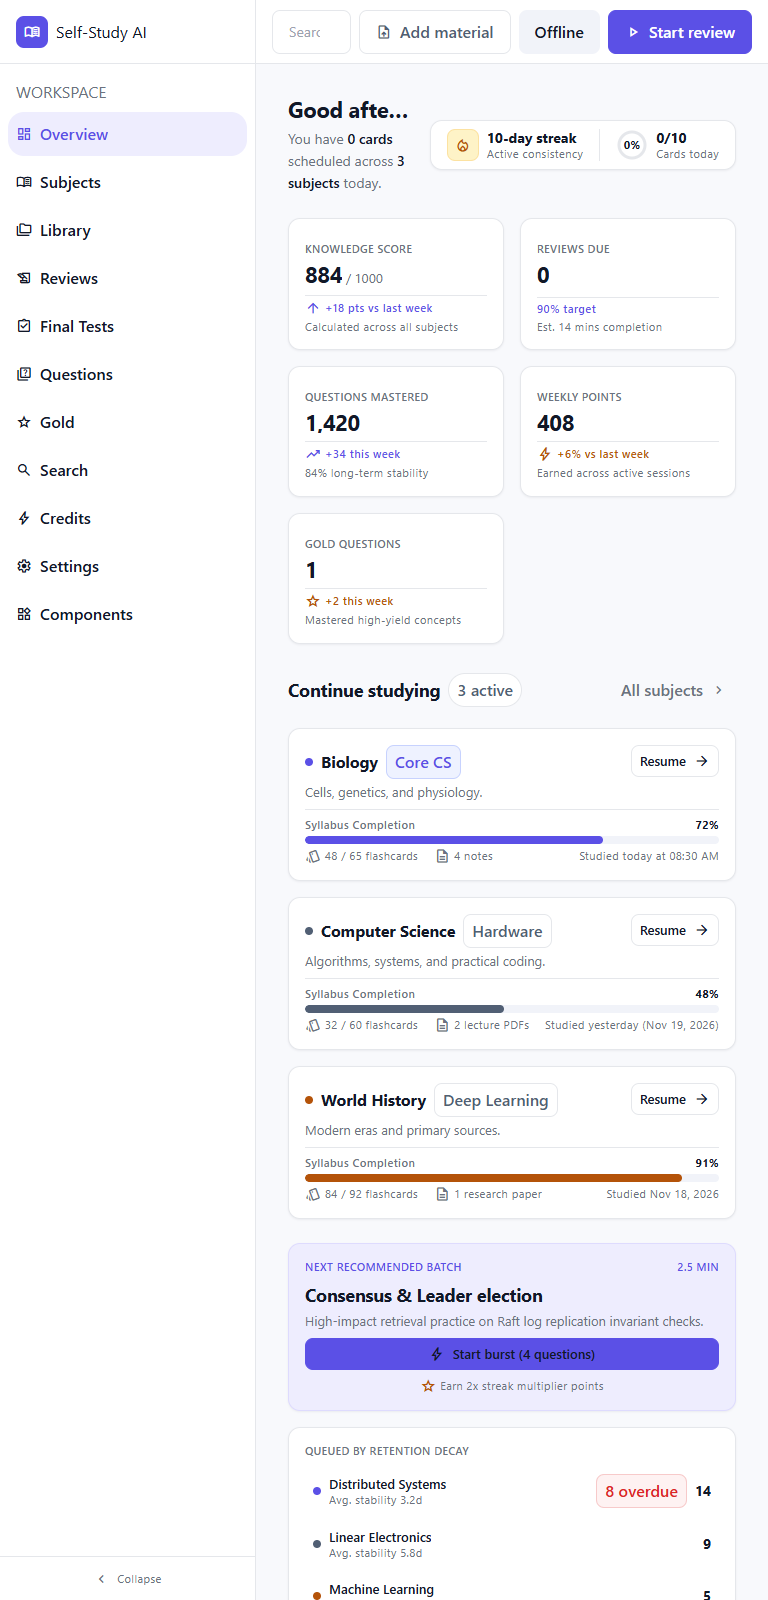 Self-Study AI
Searc
Add material
Offline
Start review
WORKSPACE
Overview
Subjects
Library
Reviews
Final Tests
Questions
Gold
Search
Credits
Settings
Components
Collapse
Good afte...
You have 0 cards
scheduled across 3
subjects today.
10-day streak
Active consistency
0%
0/10
Cards today
KNOWLEDGE SCORE
884 / 1000
+18 pts vs last week
Calculated across all subjects
REVIEWS DUE
0
90% target
Est. 14 mins completion
QUESTIONS MASTERED
1,420
+34 this week
84% long-term stability
WEEKLY POINTS
408
+6% vs last week
Earned across active sessions
GOLD QUESTIONS
1
+2 this week
Mastered high-yield concepts
Continue studying 3 active
All subjects
Biology Core CS
Resume
Cells, genetics, and physiology.
Syllabus Completion 72%
48 / 65 flashcards 4 notes Studied today at 08:30 AM
Computer Science Hardware
Resume
Algorithms, systems, and practical coding.
Syllabus Completion 48%
32 / 60 flashcards 2 lecture PDFs Studied yesterday (Nov 19, 2026)
World History Deep Learning
Resume
Modern eras and primary sources.
Syllabus Completion 91%
84 / 92 flashcards 1 research paper Studied Nov 18, 2026
NEXT RECOMMENDED BATCH 2.5 MIN
Consensus & Leader election
High-impact retrieval practice on Raft log replication invariant checks.
Start burst (4 questions)
Earn 2x streak multiplier points
QUEUED BY RETENTION DECAY
Distributed Systems
Avg. stability 3.2d
8 overdue 14
Linear Electronics
Avg. stability 5.8d
9
Machine Learning
5